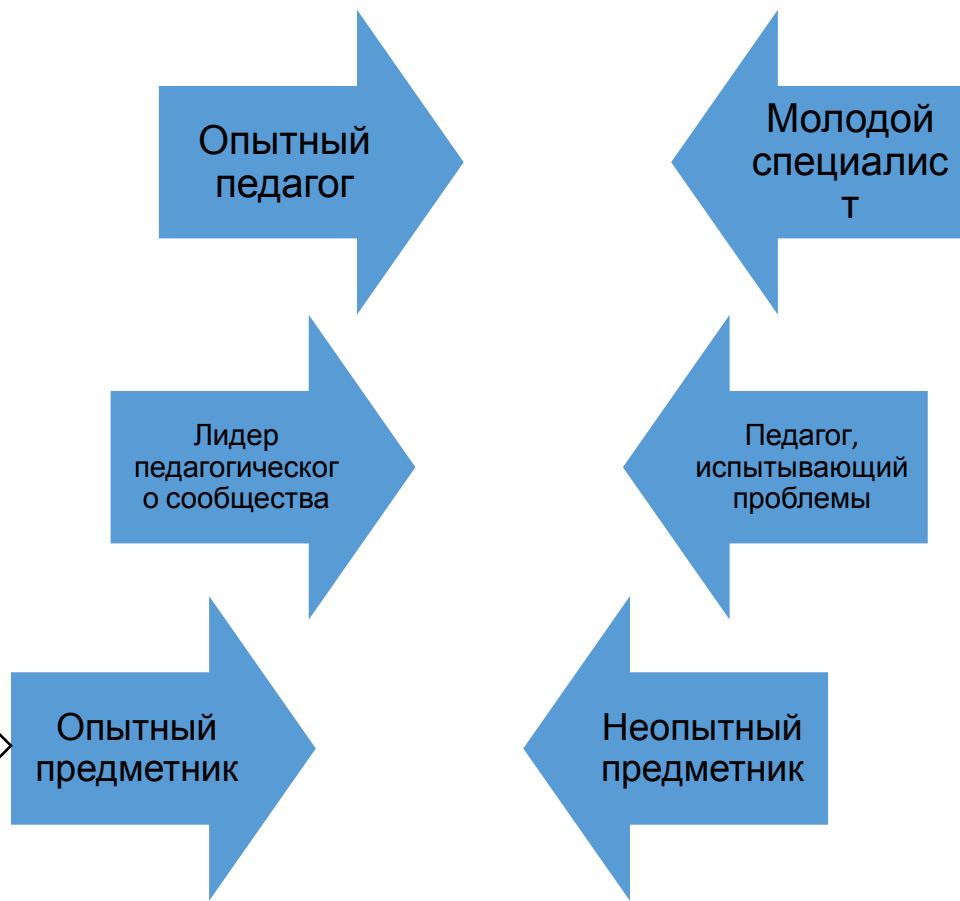 Опытный
педагог
Молодой
специалис
т
Лидер
педагогическог
о сообщества
Педагог,
испытывающий
проблемы
Опытный
предметник
Неопытный
предметник